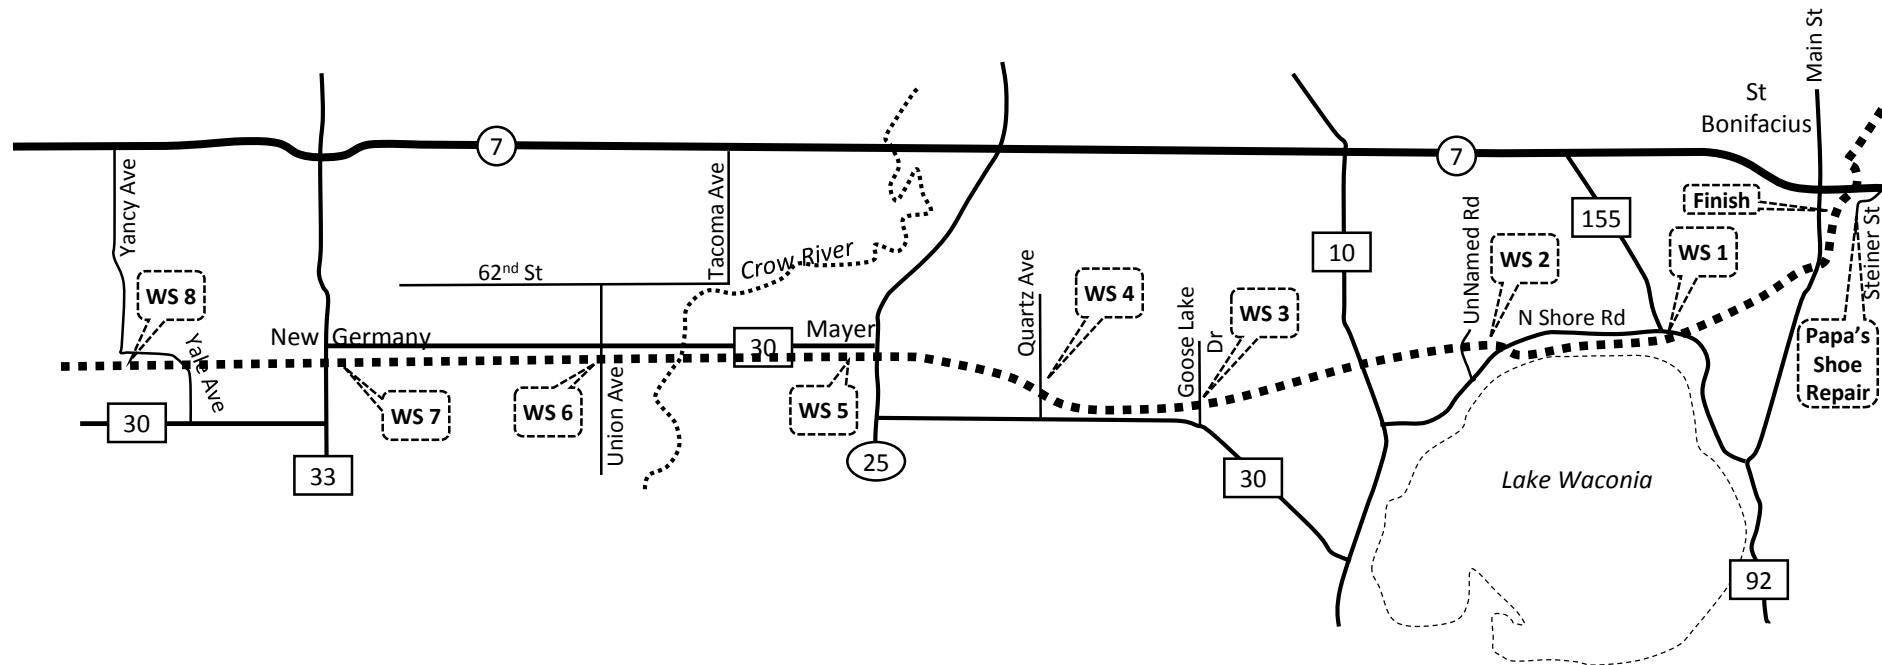 Main St
St
Bonifacius
7
7
Yancy Ave
Tacoma Ave
UnNamed Rd
155
Finish
Steiner St
Crow River
10
WS 2
WS 1
62nd St
WS 8
Quartz Ave
WS 4
Goose Lake
Dr
WS 3
N Shore Rd
New Germany
Mayer
30
Papa's
Shoe
Repair
Yale Ave
WS 7
WS 6
Union Ave
WS 5
30
33
25
30
Lake Waconia
92